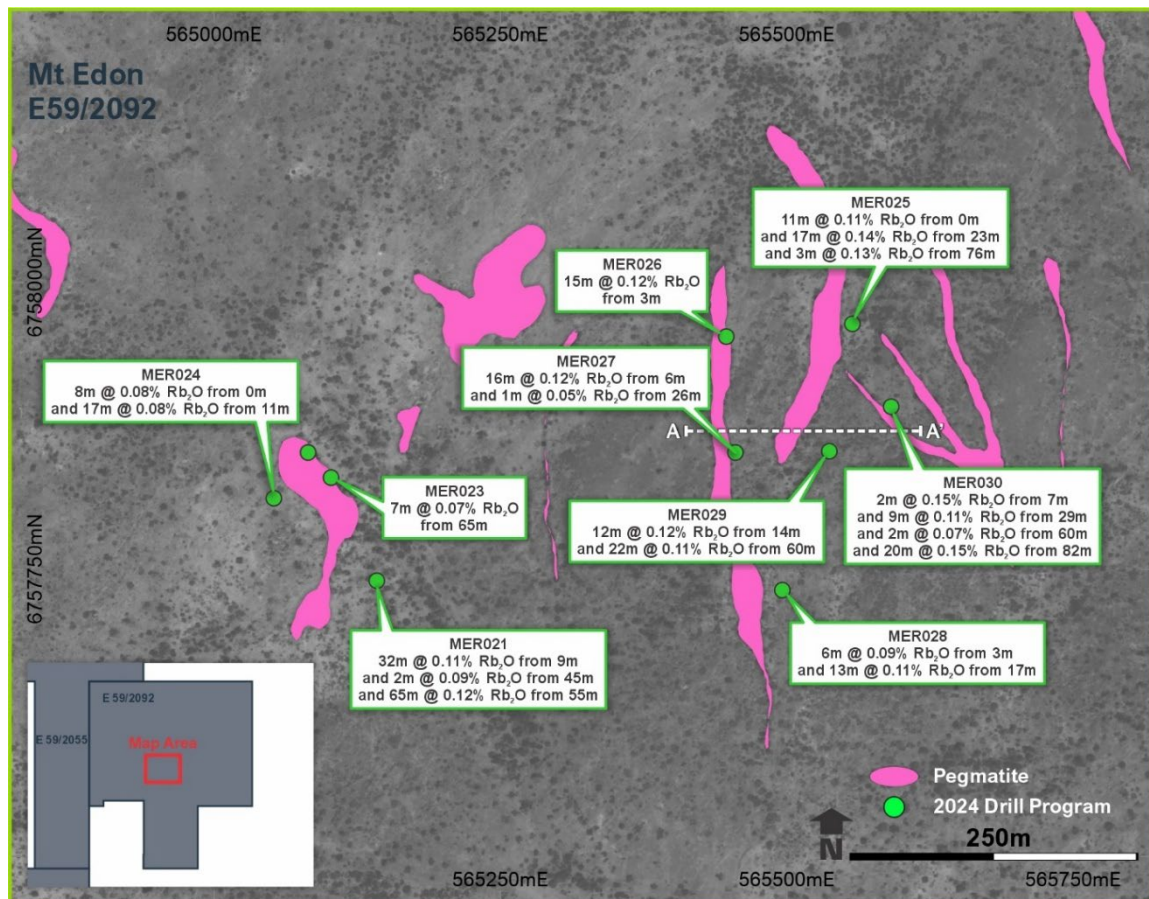 565000mE
565250mE
565500mE
Mt Edon
E59/2092
6758000mN
6757750mN
MER025
11m @ 0.11% Rb₂O from 0m
and 17m @ 0.14% Rb₂O from 23m
and 3m @ 0.13% Rb₂O from 76m
MER026
15m @ 0.12% Rb₂O
from 3m
MER027
16m @ 0.12% Rb₂O from 6m
and 1m @ 0.05% Rb₂O from 26m
MER024
8m @ 0.08% Rb₂O from 0m
and 17m @ 0.08% Rb₂O from 11m
A
A'
MER023
7m @ 0.07% Rb₂O
from 65m
MER029
12m @ 0.12% Rb₂O from 14m
and 22m @ 0.11% Rb₂O from 60m
MER030
2m @ 0.15% Rb₂O from 7m
and 9m @ 0.11% Rb₂O from 29m
and 2m @ 0.07% Rb₂O from 60m
and 20m @ 0.15% Rb₂O from 82m
MER021
32m @ 0.11% Rb₂O from 9m
and 2m @ 0.09% Rb₂O from 45m
and 65m @ 0.12% Rb₂O from 55m
MER028
6m @ 0.09% Rb₂O from 3m
and 13m @ 0.11% Rb₂O from 17m
E 59/2092
E 59/2055
Map Area
Pegmatite
2024 Drill Program
N
250m
565250mE
565500mE
565750mE